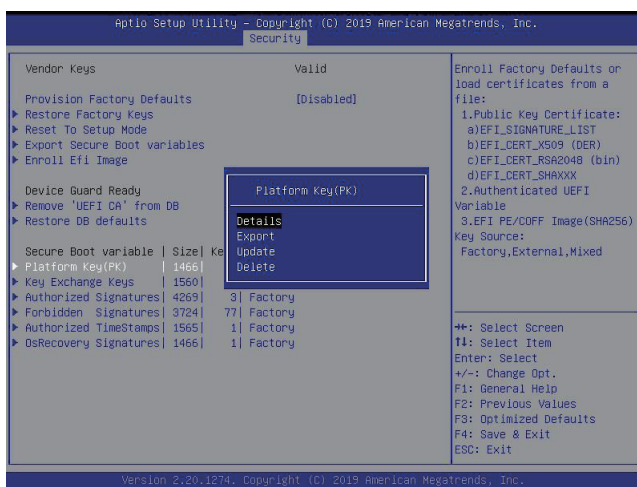 Aptio Setup Utility - Copyright (C) 2019 American Megatrends, Inc.
Security
Vendor Keys Valid
Provision Factory Defaults [Disabled]
Restore Factory Keys
Reset To Setup Mode
Export Secure Boot variables
Enroll Efi Image
Device Guard Ready
Remove 'UEFI CA' from DB
Restore DB defaults
Secure Boot variable | Size| Ke
Platform Key(PK) | 1466|
Key Exchange Keys | 1560|
Authorized Signatures| 4269| 3| Factory
Forbidden Signatures| 3724| 77| Factory
Authorized TimeStamps| 1565| 1| Factory
OsRecovery Signatures| 1466| 1| Factory
Platform Key(PK)
Details
Export
Update
Delete
Enroll Factory Defaults or
load certificates from a
file:
1.Public Key Certificate:
a)EFI_SIGNATURE_LIST
b)EFI_CERT_X509 (DER)
c)EFI_CERT_RSA2048 (bin)
d)EFI_CERT_SHAXXX
2.Authenticated UEFI
Variable
3.EFI PE/COFF Image(SHA256)
Key Source:
Factory,External,Mixed
→←: Select Screen
↑↓: Select Item
Enter: Select
+/-: Change Opt.
F1: General Help
F2: Previous Values
F3: Optimized Defaults
F4: Save & Exit
ESC: Exit
Version 2.20.1274. Copyright (C) 2019 American Megatrends, Inc.